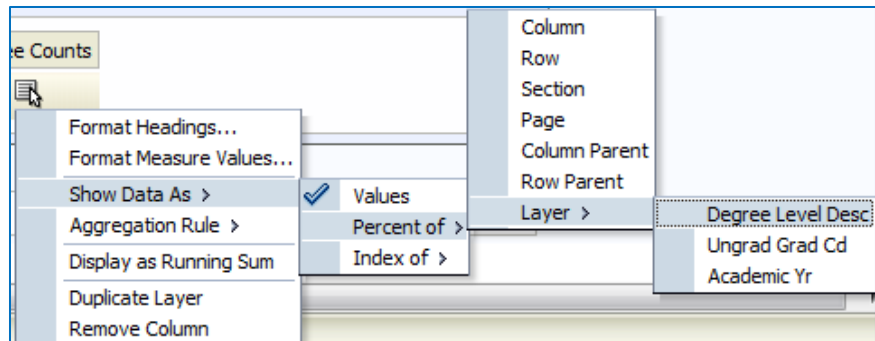 ee Counts
Format Headings...
Format Measure Values...
Show Data As >
Aggregation Rule >
Display as Running Sum
Duplicate Layer
Remove Column
Values
Percent of >
Index of >
Column
Row
Section
Page
Column Parent
Row Parent
Layer >
Degree Level Desc
Ungrad Grad Cd
Academic Yr